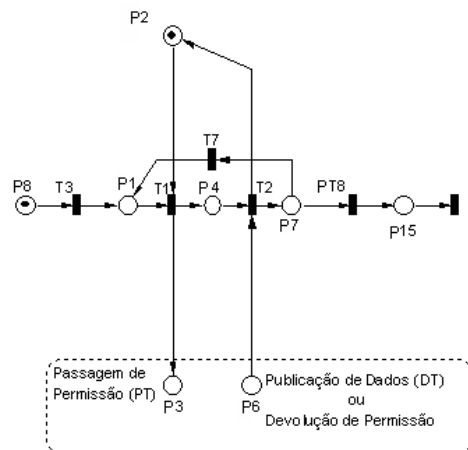 P2
T7
P8
T3
P1
T1
P4
T2
P7
PT8
P15
Passagem de
Permissão (PT)
P3
P6
Publicação de Dados (DT)
ou
Devolução de Permissão